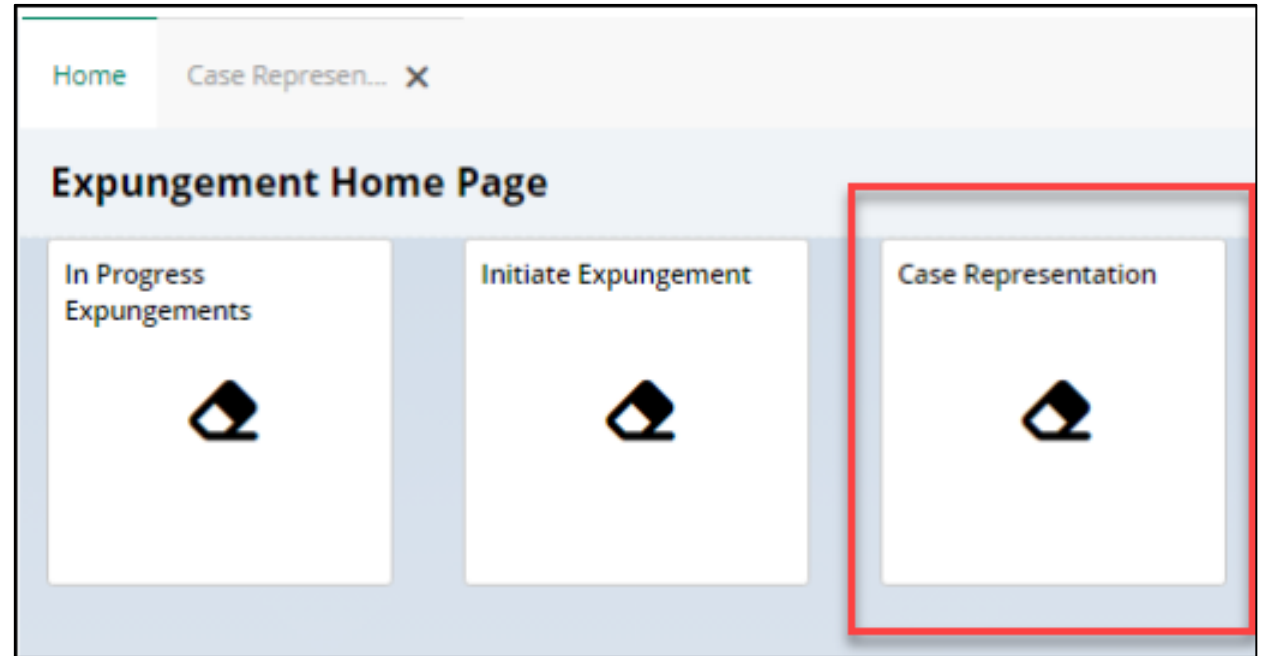 Home Case Represen...
Expungement Home Page
In Progress
Expungements
Initiate Expungement
Case Representation